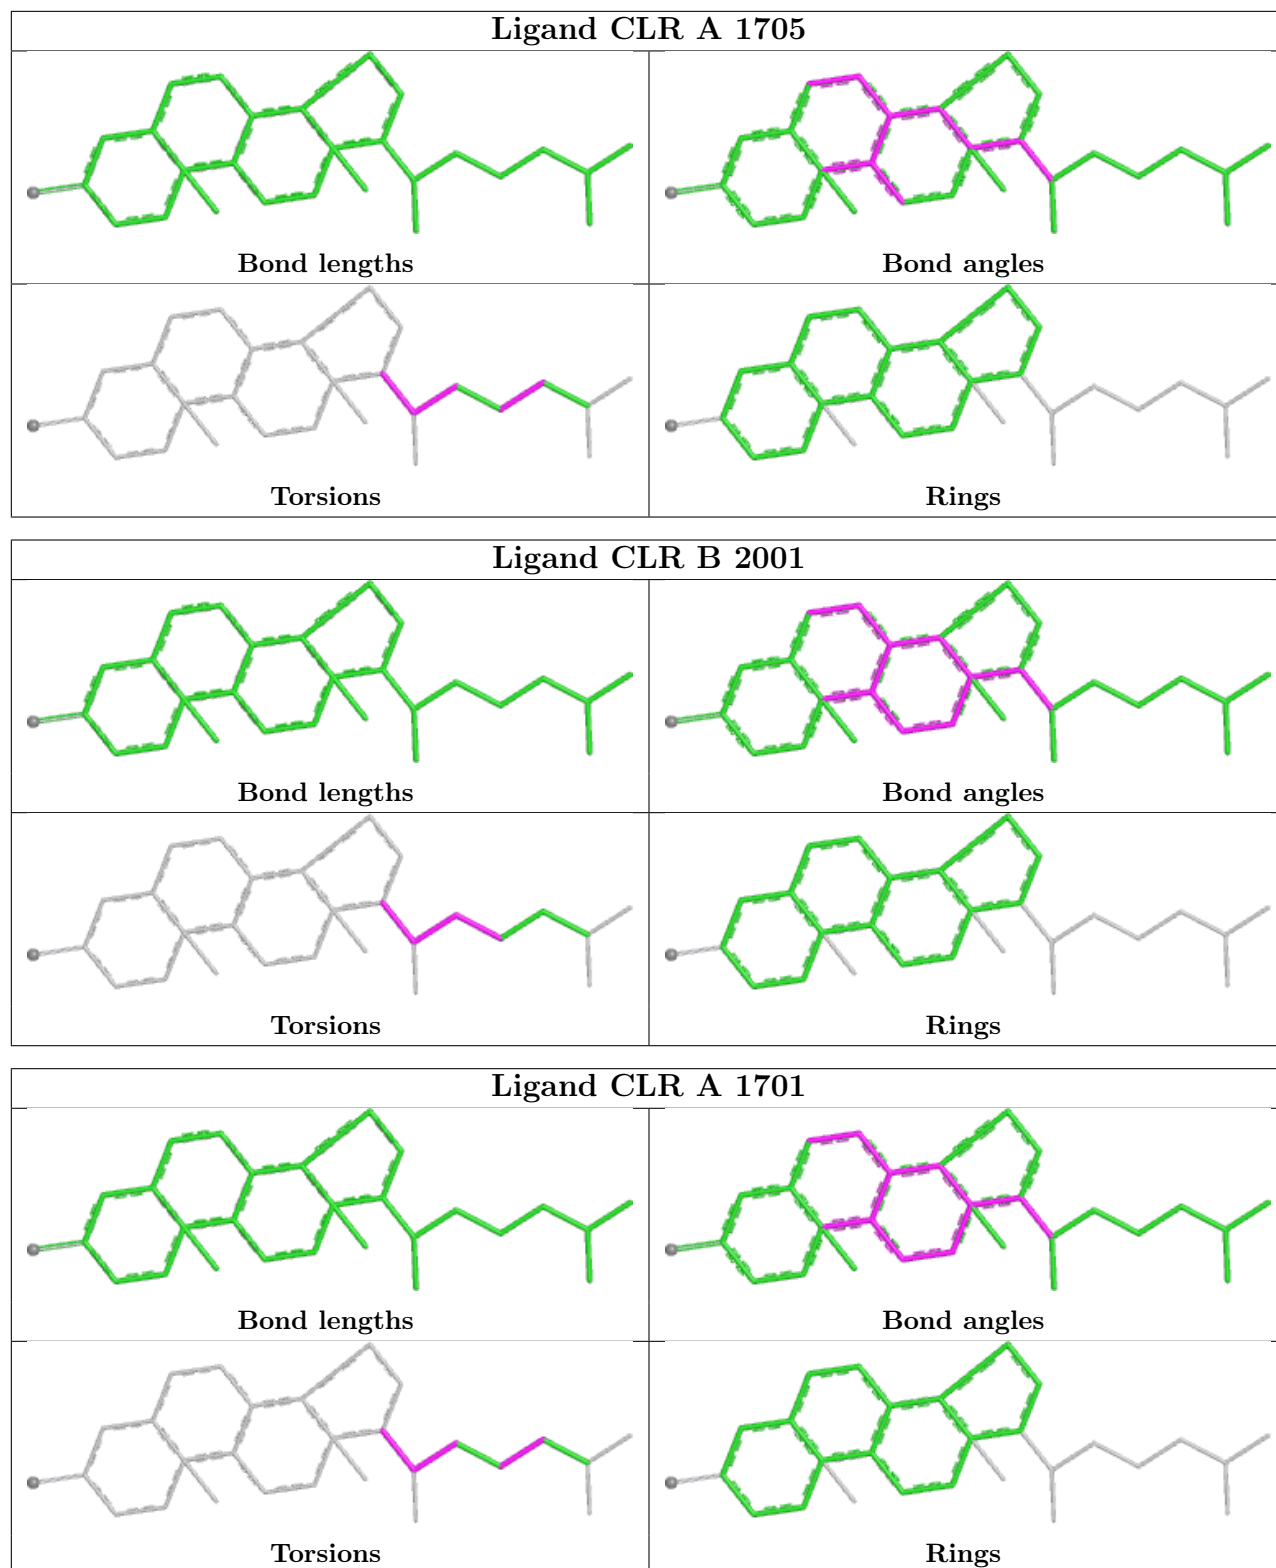 Ligand CLR A 1705
Bond lengths
Bond angles
Torsions
Rings
Ligand CLR B 2001
Bond lengths
Bond angles
Torsions
Rings
Ligand CLR A 1701
Bond lengths
Bond angles
Torsions
Rings